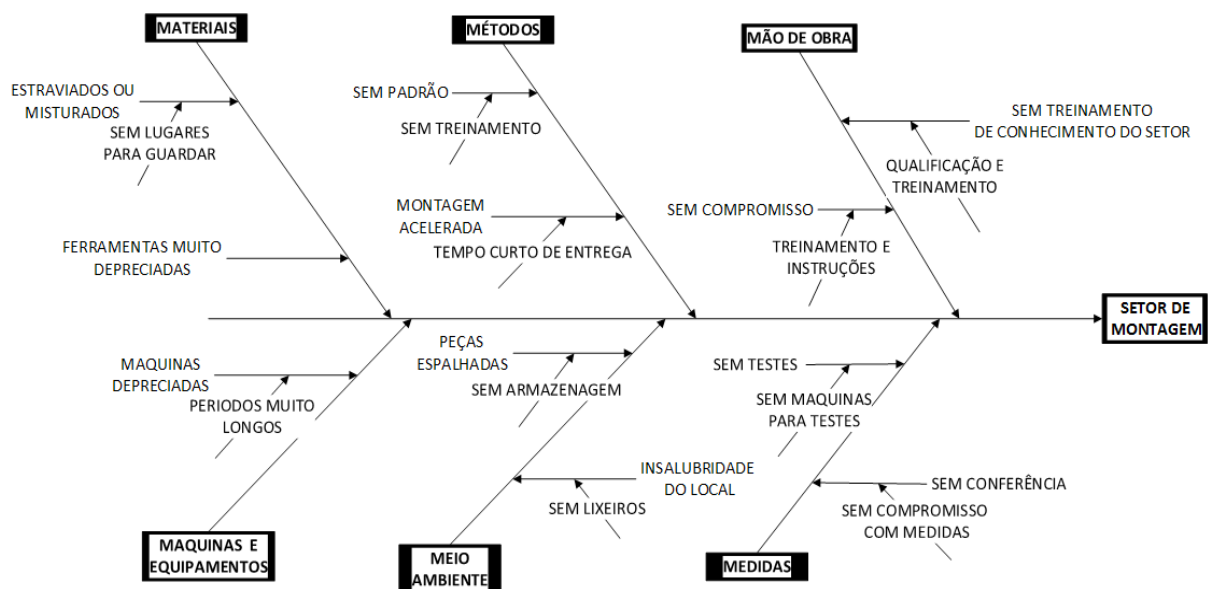 MATERIAIS
MÉTODOS
MÃO DE OBRA
ESTRAVIADOS OU
MISTURADOS
SEM LUGARES
PARA GUARDAR
FERRAMENTAS MUITO
DEPRECIADAS
SEM PADRÃO
SEM TREINAMENTO
MONTAGEM
ACELERADA
TEMPO CURTO DE ENTREGA
SEM TREINAMENTO
DE CONHECIMENTO DO SETOR
QUALIFICAÇÃO E
TREINAMENTO
SEM COMPROMISSO
TREINAMENTO E
INSTRUÇÕES
SETOR DE
MONTAGEM
MAQUINAS
DEPRECIADAS
PERIODOS MUITO
LONGOS
PEÇAS
ESPALHADAS
SEM ARMAZENAGEM
INSALUBRIDADE
DO LOCAL
SEM LIXEIROS
SEM TESTES
SEM MAQUINAS
PARA TESTES
SEM CONFERÊNCIA
SEM COMPROMISSO
COM MEDIDAS
MAQUINAS E
EQUIPAMENTOS
MEIO
AMBIENTE
MEDIDAS